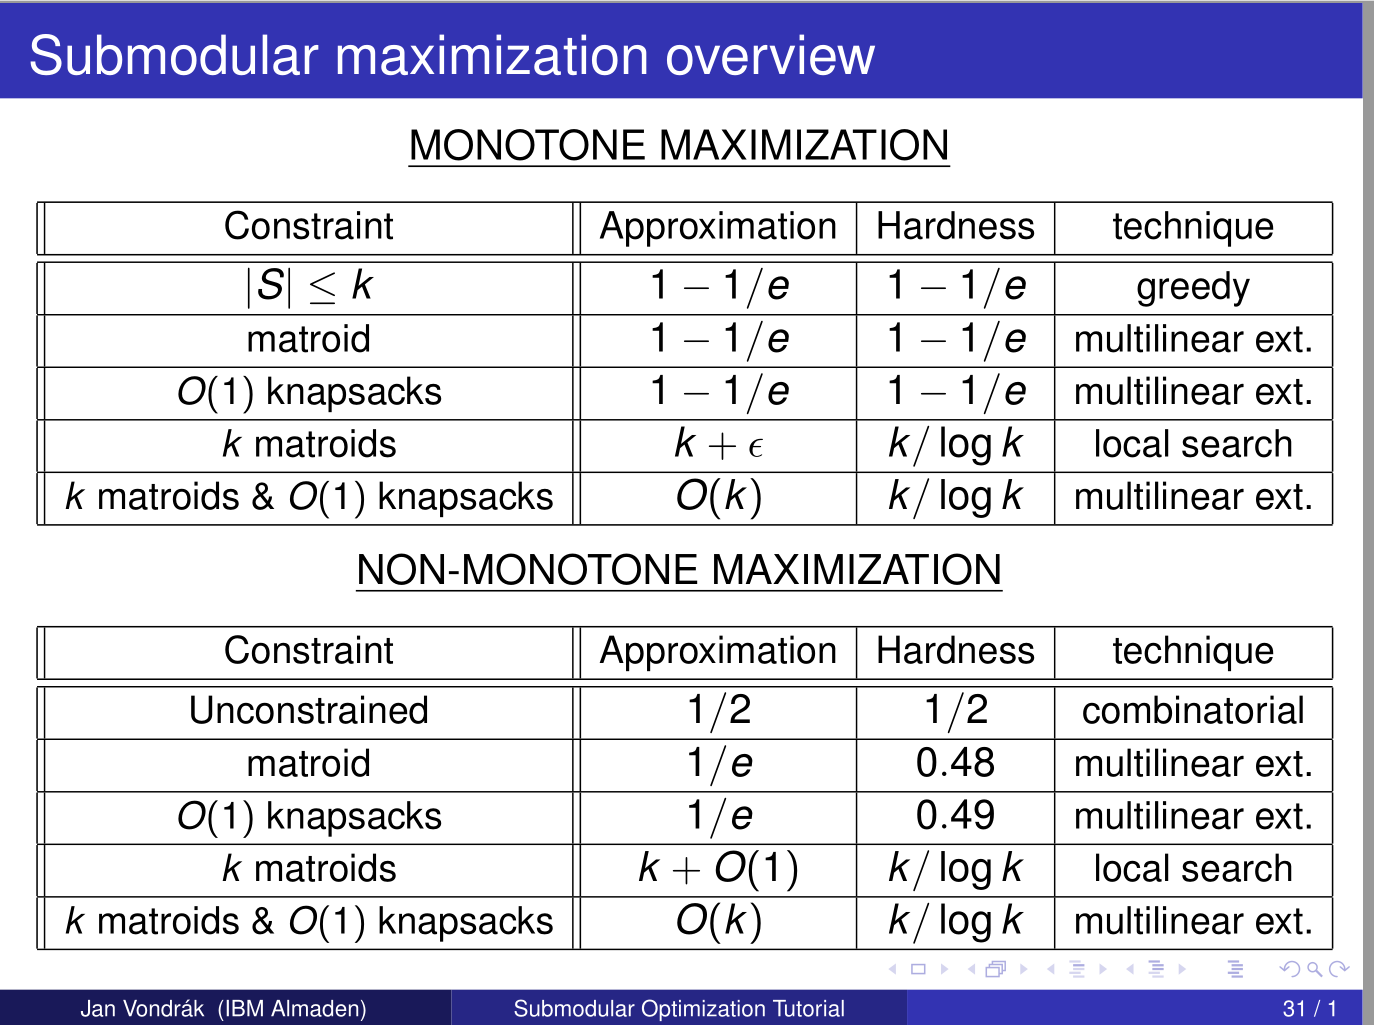 Submodular maximization overview
MONOTONE MAXIMIZATION
Constraint Approximation Hardness technique
|S| ≤ k 1 − 1/e 1 − 1/e greedy
matroid 1 − 1/e 1 − 1/e multilinear ext.
O(1) knapsacks 1 − 1/e 1 − 1/e multilinear ext.
k matroids k + ϵ k/ log k local search
k matroids & O(1) knapsacks O(k) k/ log k multilinear ext.
NON-MONOTONE MAXIMIZATION
Constraint Approximation Hardness technique
Unconstrained 1/2 1/2 combinatorial
matroid 1/e 0.48 multilinear ext.
O(1) knapsacks 1/e 0.49 multilinear ext.
k matroids k + O(1) k/ log k local search
k matroids & O(1) knapsacks O(k) k/ log k multilinear ext.
Jan Vondrák (IBM Almaden) Submodular Optimization Tutorial 31 / 1